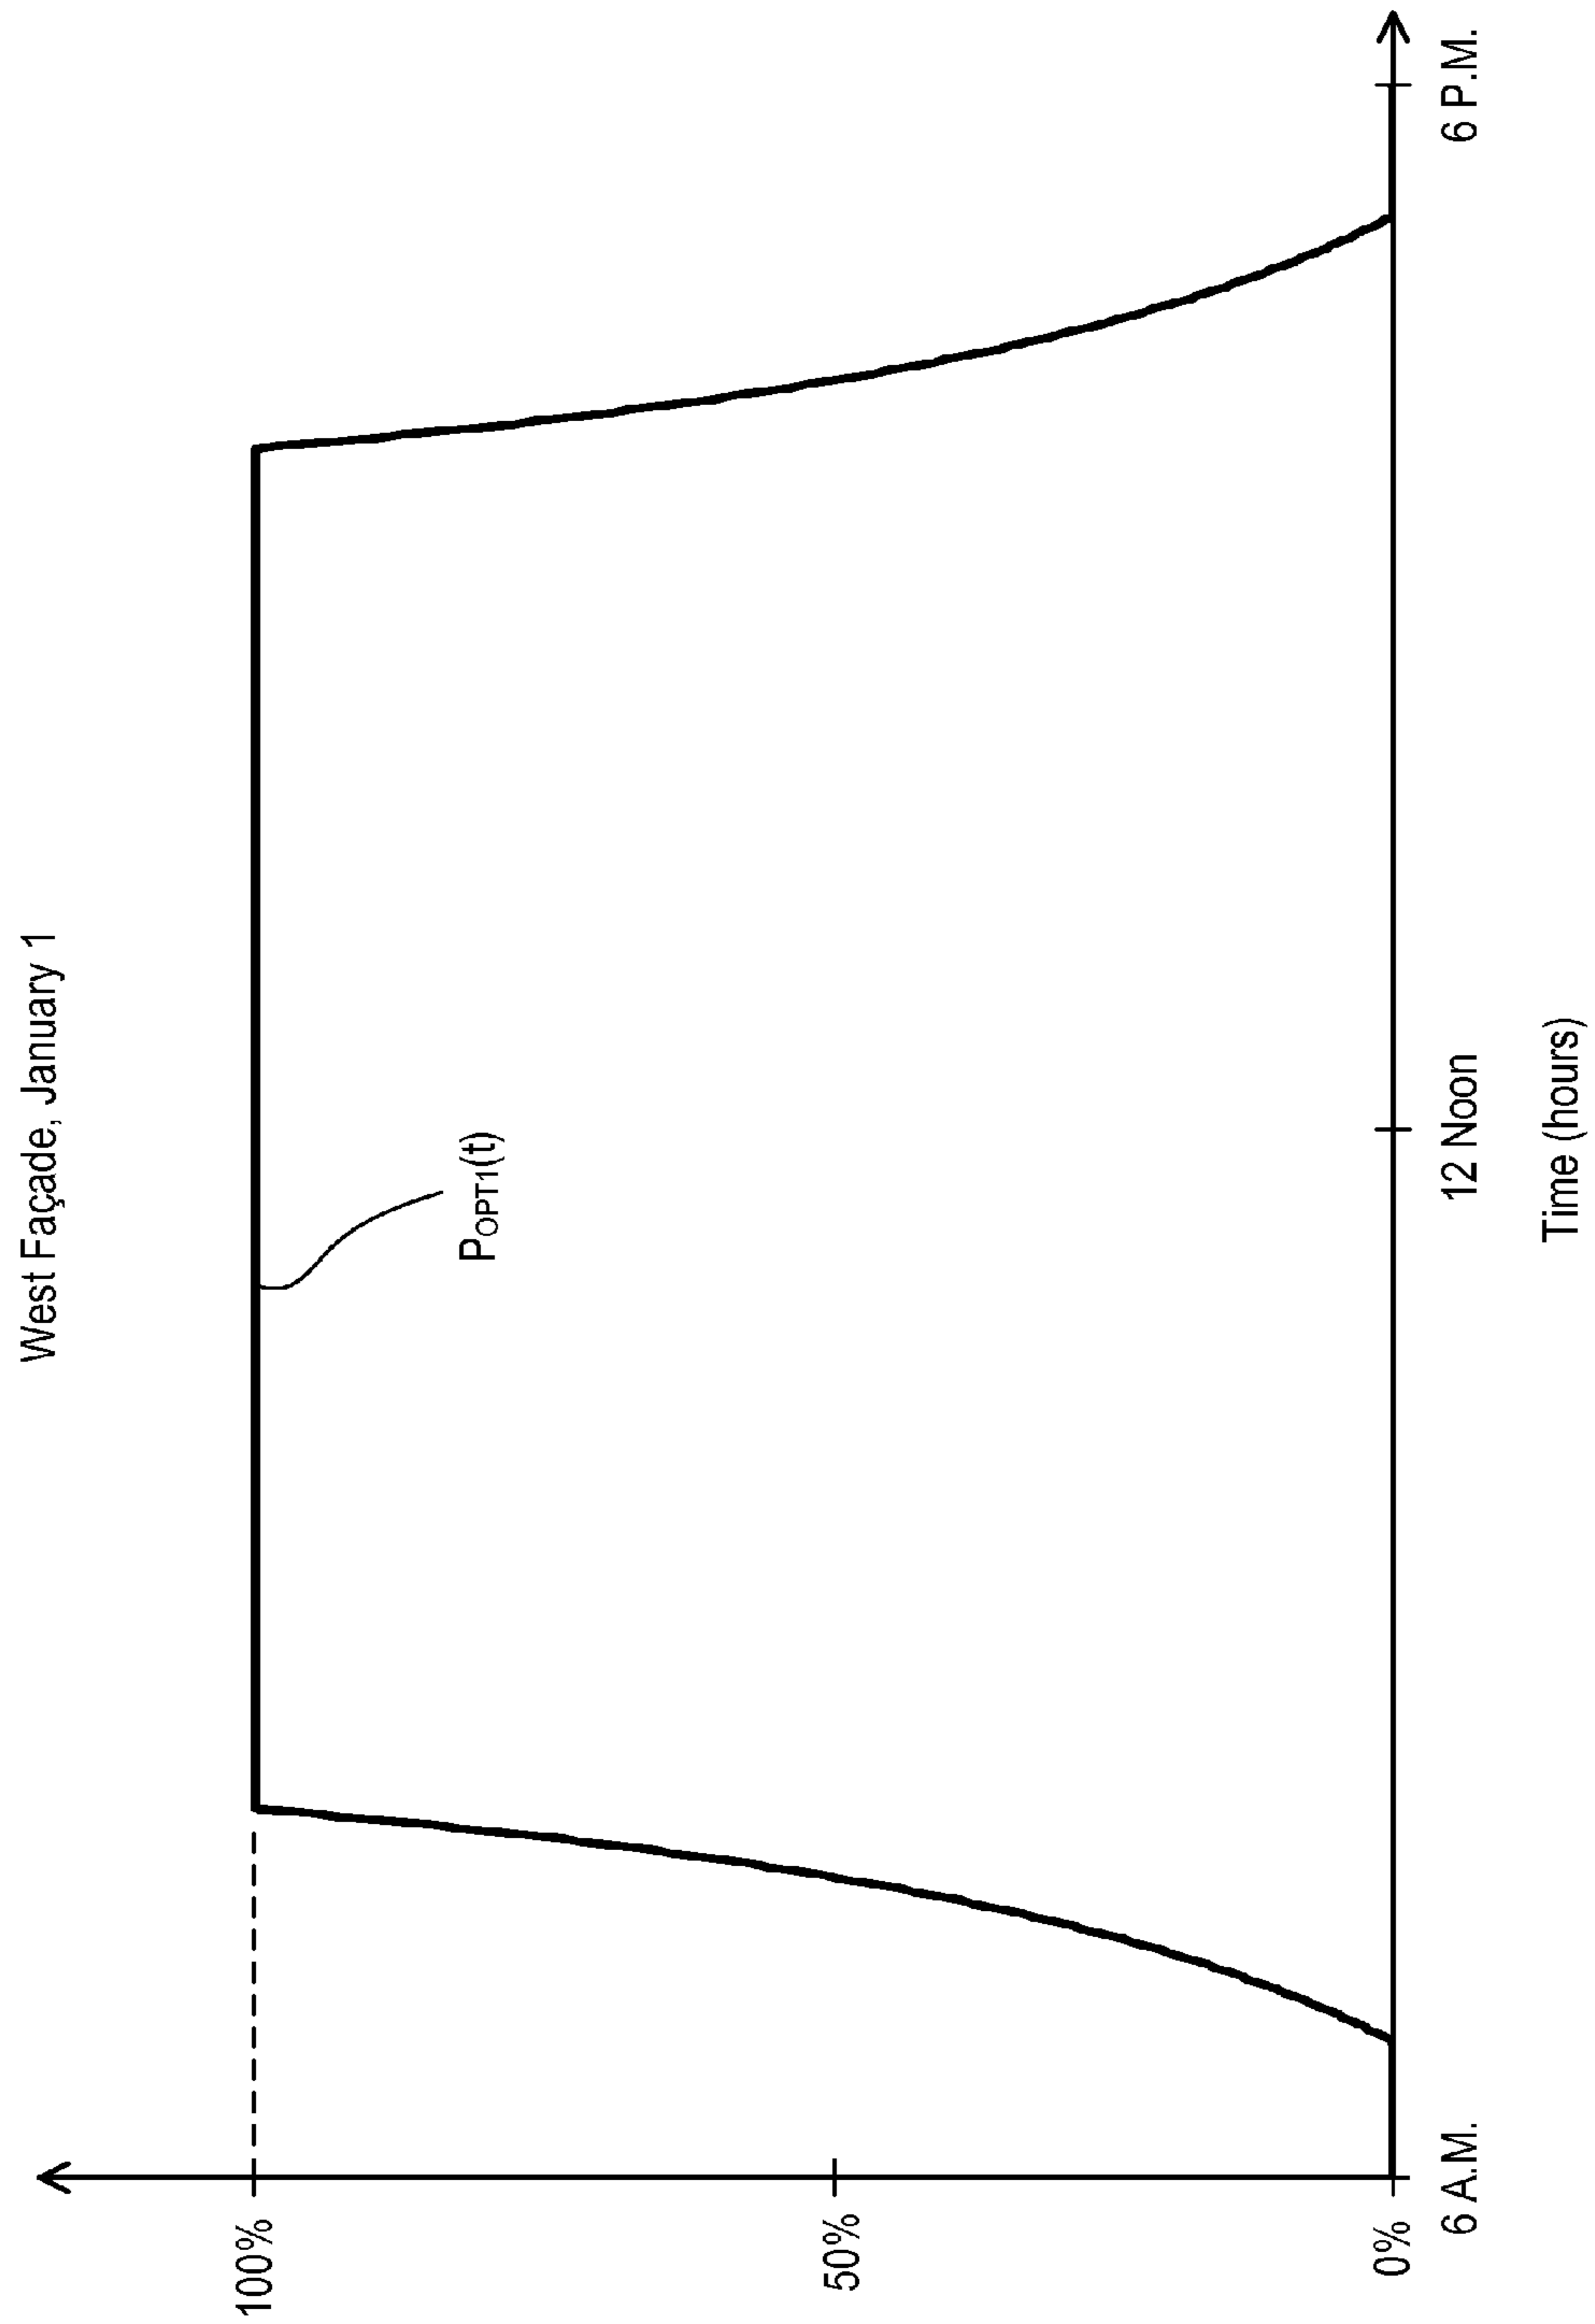 West Façade, January 1
100%
P_OPT1(t)
50%
0%
6 A.M.
12 Noon
6 P.M.
Time (hours)